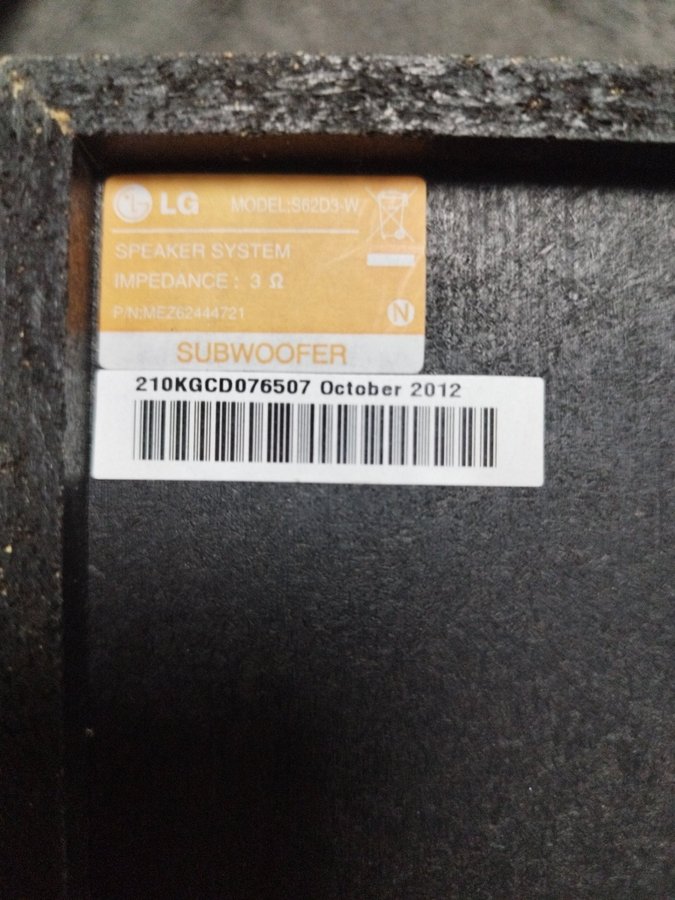 LG MODEL:S62D3-W
SPEAKER SYSTEM
IMPEDANCE : 3 Ω
P/N:MEZ62444721
N
SUBWOOFER
210KGCD076507 October 2012